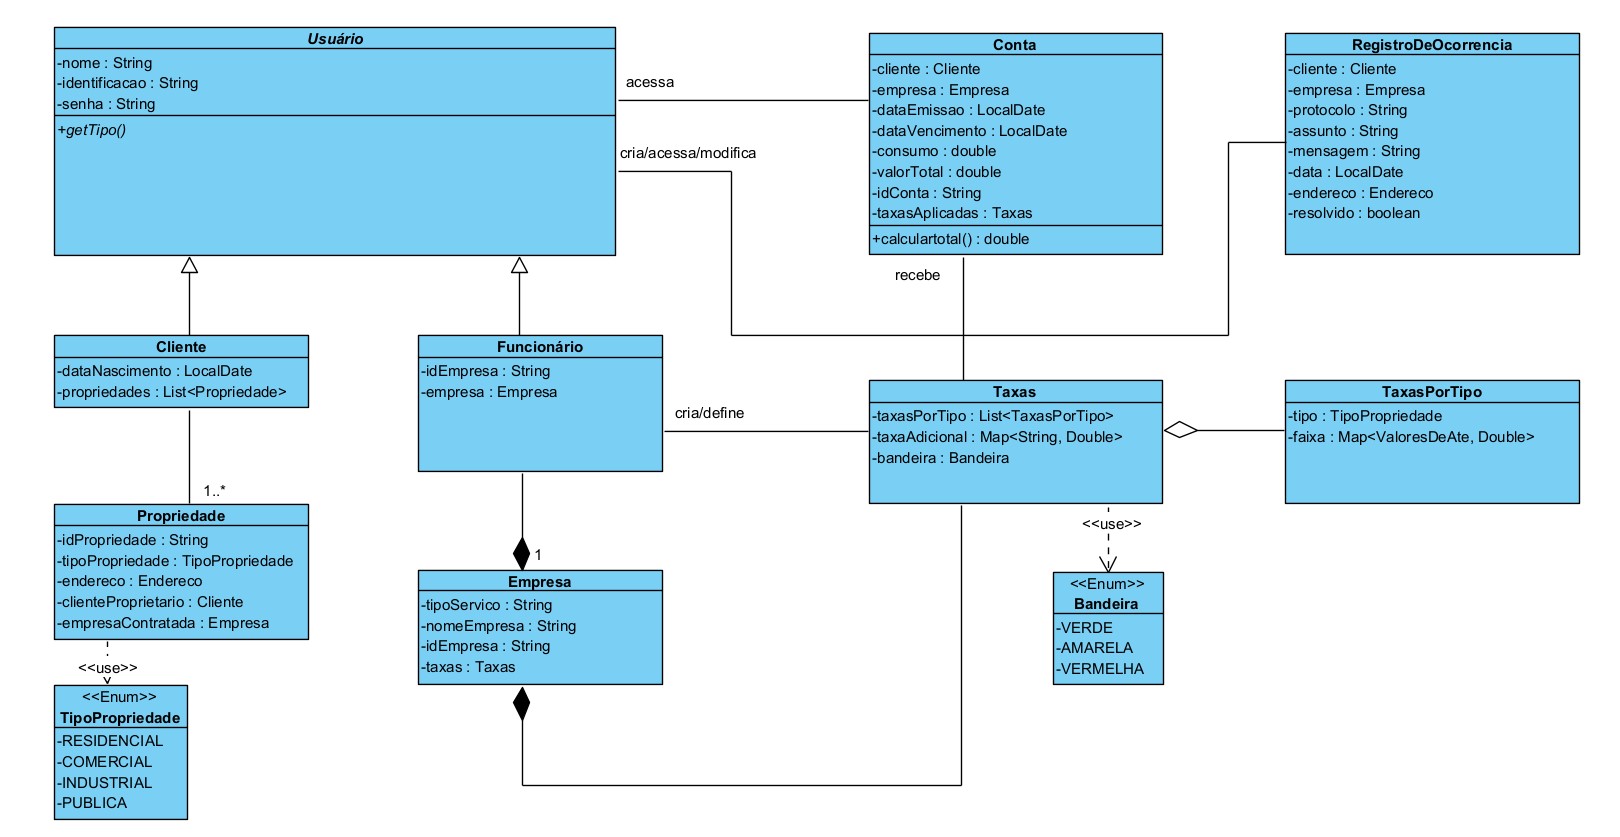 Usuário
-nome : String
-identificacao : String
-senha : String
+getTipo()
acessa
cria/acessa/modifica
Conta
-cliente : Cliente
-empresa : Empresa
-dataEmissao : LocalDate
-dataVencimento : LocalDate
-consumo : double
-valorTotal : double
-idConta : String
-taxasAplicadas : Taxas
+calculartotal() : double
RegistroDeOcorrencia
-cliente : Cliente
-empresa : Empresa
-protocolo : String
-assunto : String
-mensagem : String
-data : LocalDate
-endereco : Endereco
-resolvido : boolean
recebe
Cliente
-dataNascimento : LocalDate
-propriedades : List<Propriedade>
Funcionário
-idEmpresa : String
-empresa : Empresa
cria/define
Taxas
-taxasPorTipo : List<TaxasPorTipo>
-taxaAdicional : Map<String, Double>
-bandeira : Bandeira
TaxasPorTipo
-tipo : TipoPropriedade
-faixa : Map<ValoresDeAte, Double>
1..*
Propriedade
-idPropriedade : String
-tipoPropriedade : TipoPropriedade
-endereco : Endereco
-clienteProprietario : Cliente
-empresaContratada : Empresa
1
Empresa
-tipoServico : String
-nomeEmpresa : String
-idEmpresa : String
-taxas : Taxas
<<use>>
<<Enum>>
Bandeira
-VERDE
-AMARELA
-VERMELHA
<<use>>
<<Enum>>
TipoPropriedade
-RESIDENCIAL
-COMERCIAL
-INDUSTRIAL
-PUBLICA